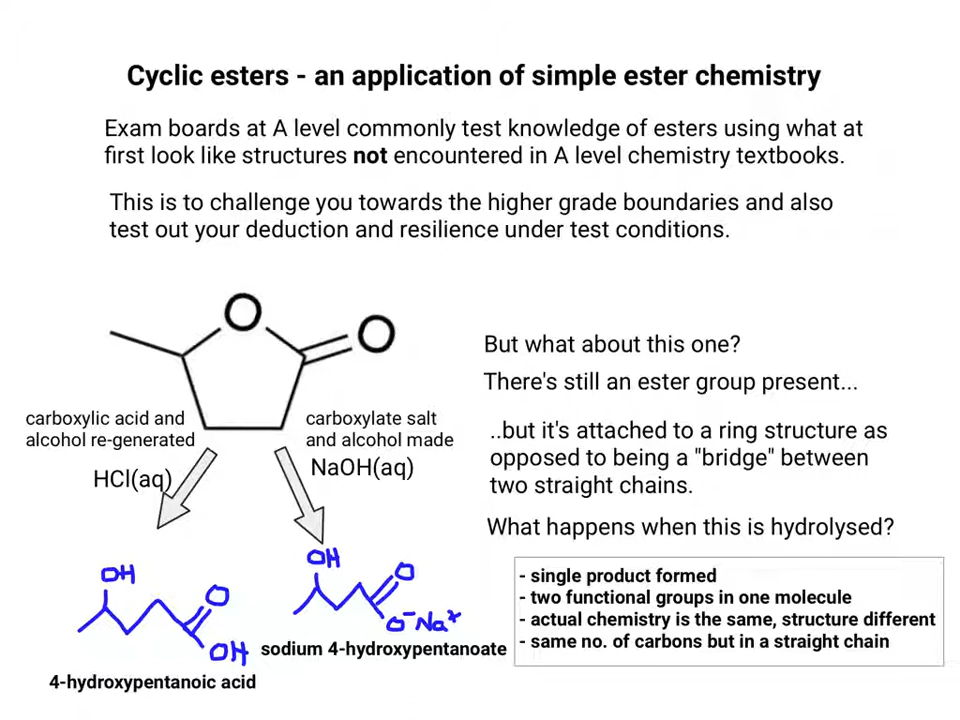 Cyclic esters - an application of simple ester chemistry
Exam boards at A level commonly test knowledge of esters using what at
first look like structures not encountered in A level chemistry textbooks.
This is to challenge you towards the higher grade boundaries and also
test out your deduction and resilience under test conditions.
O
O
But what about this one?
There's still an ester group present...
carboxylic acid and
alcohol re-generated
carboxylate salt
and alcohol made
..but it's attached to a ring structure as
opposed to being a "bridge" between
two straight chains.
HCl(aq)
NaOH(aq)
What happens when this is hydrolysed?
OH
O
OH
4-hydroxypentanoic acid
OH
O
O⁻Na⁺
sodium 4-hydroxypentanoate
- single product formed
- two functional groups in one molecule
- actual chemistry is the same, structure different
- same no. of carbons but in a straight chain